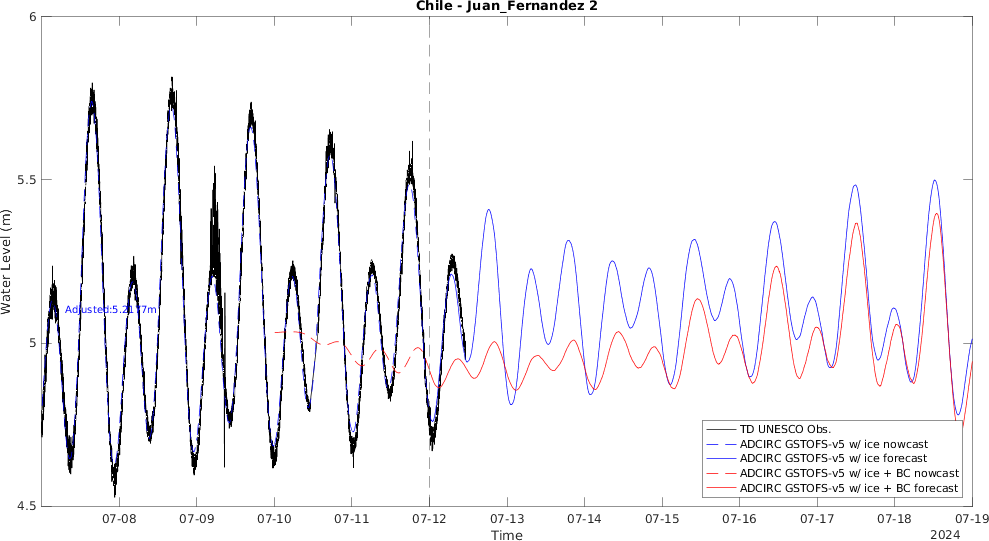 Chile - Juan_Fernandez 2
Water Level (m)
6
5.5
5
4.5
Adjusted:5.2177m
TD UNESCO Obs.
ADCIRC GSTOFS-v5 w/ ice nowcast
ADCIRC GSTOFS-v5 w/ ice forecast
ADCIRC GSTOFS-v5 w/ ice + BC nowcast
ADCIRC GSTOFS-v5 w/ ice + BC forecast
07-08 07-09 07-10 07-11 07-12 07-13 07-14 07-15 07-16 07-17 07-18 07-19
Time
2024